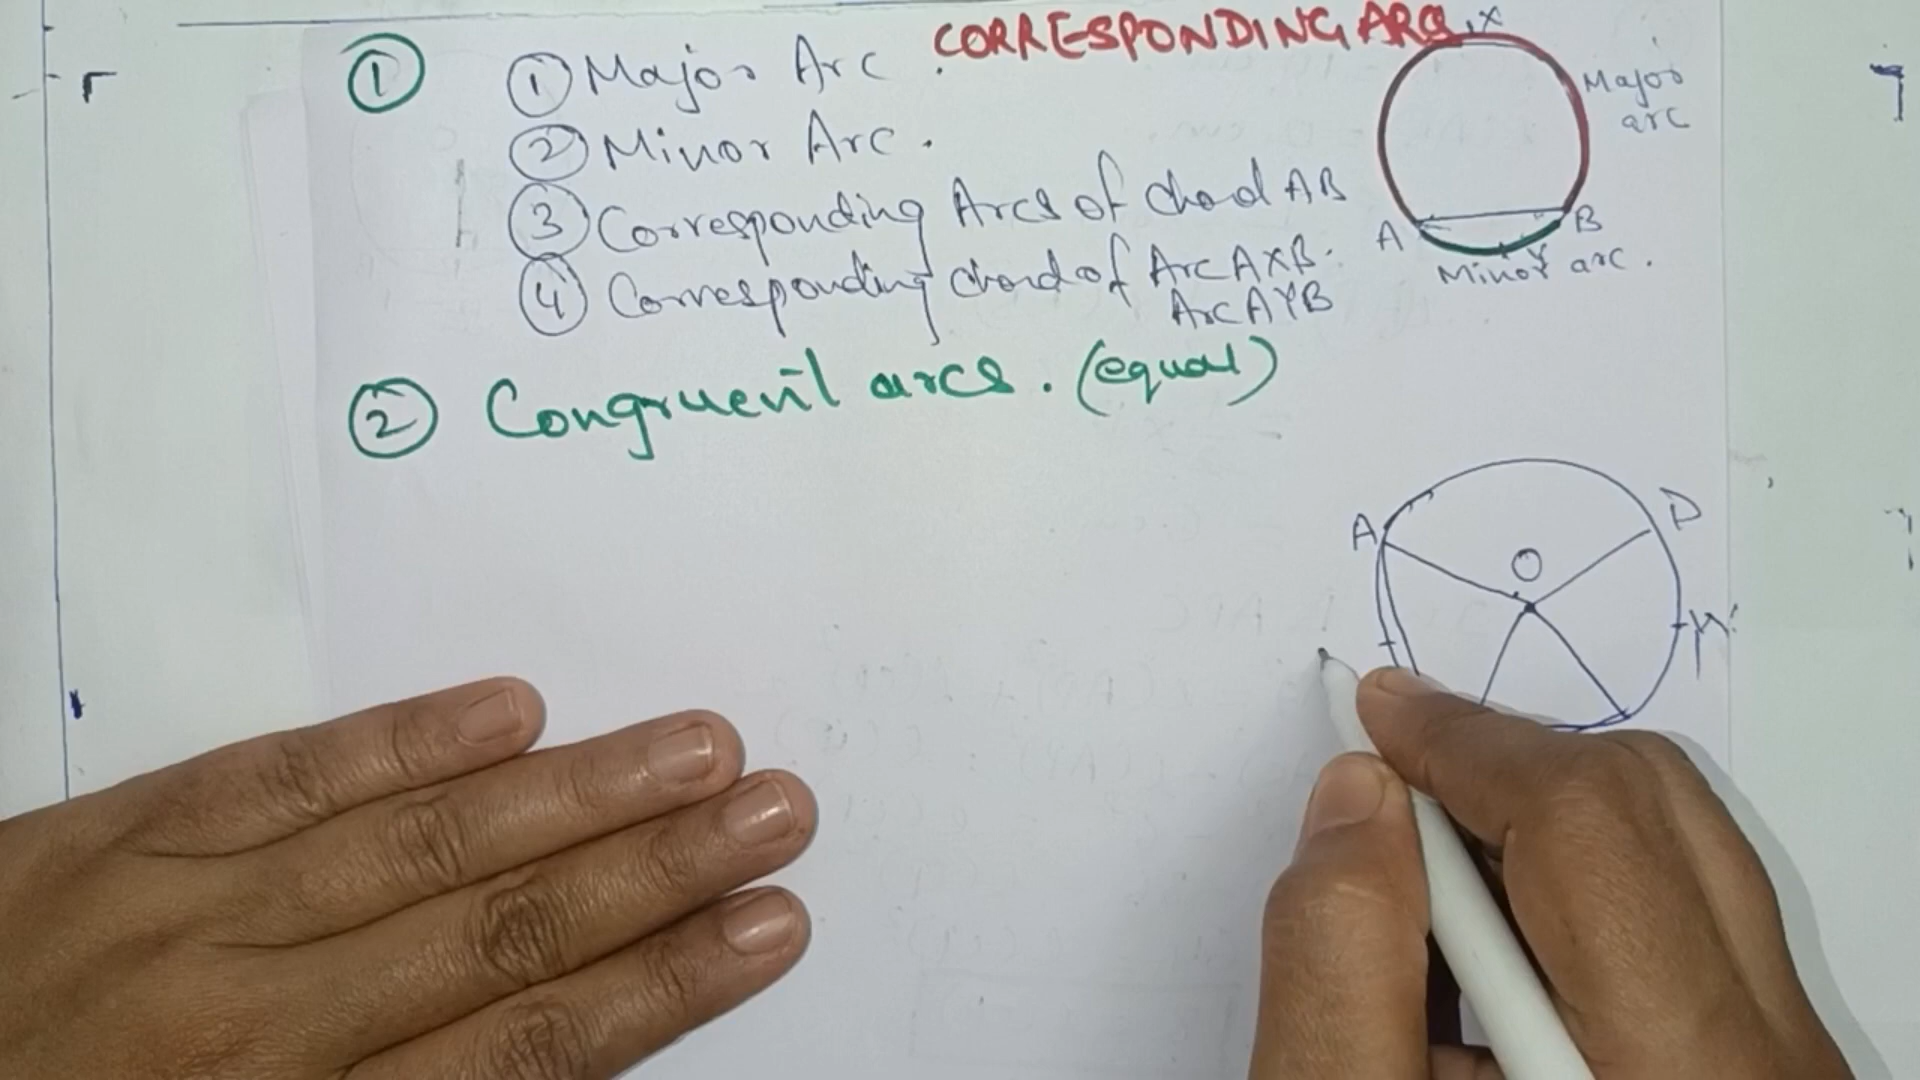 ①
① Major Arc.
CORRESPONDING ARCS
② Minor Arc.
③ Corresponding Arcs of chord AB
④ Corresponding chord of Arc AXB.
Arc AYB
② Congruent arcs. (equal)
X
Major
arc
A
B
Y
Minor arc.
A
D
O